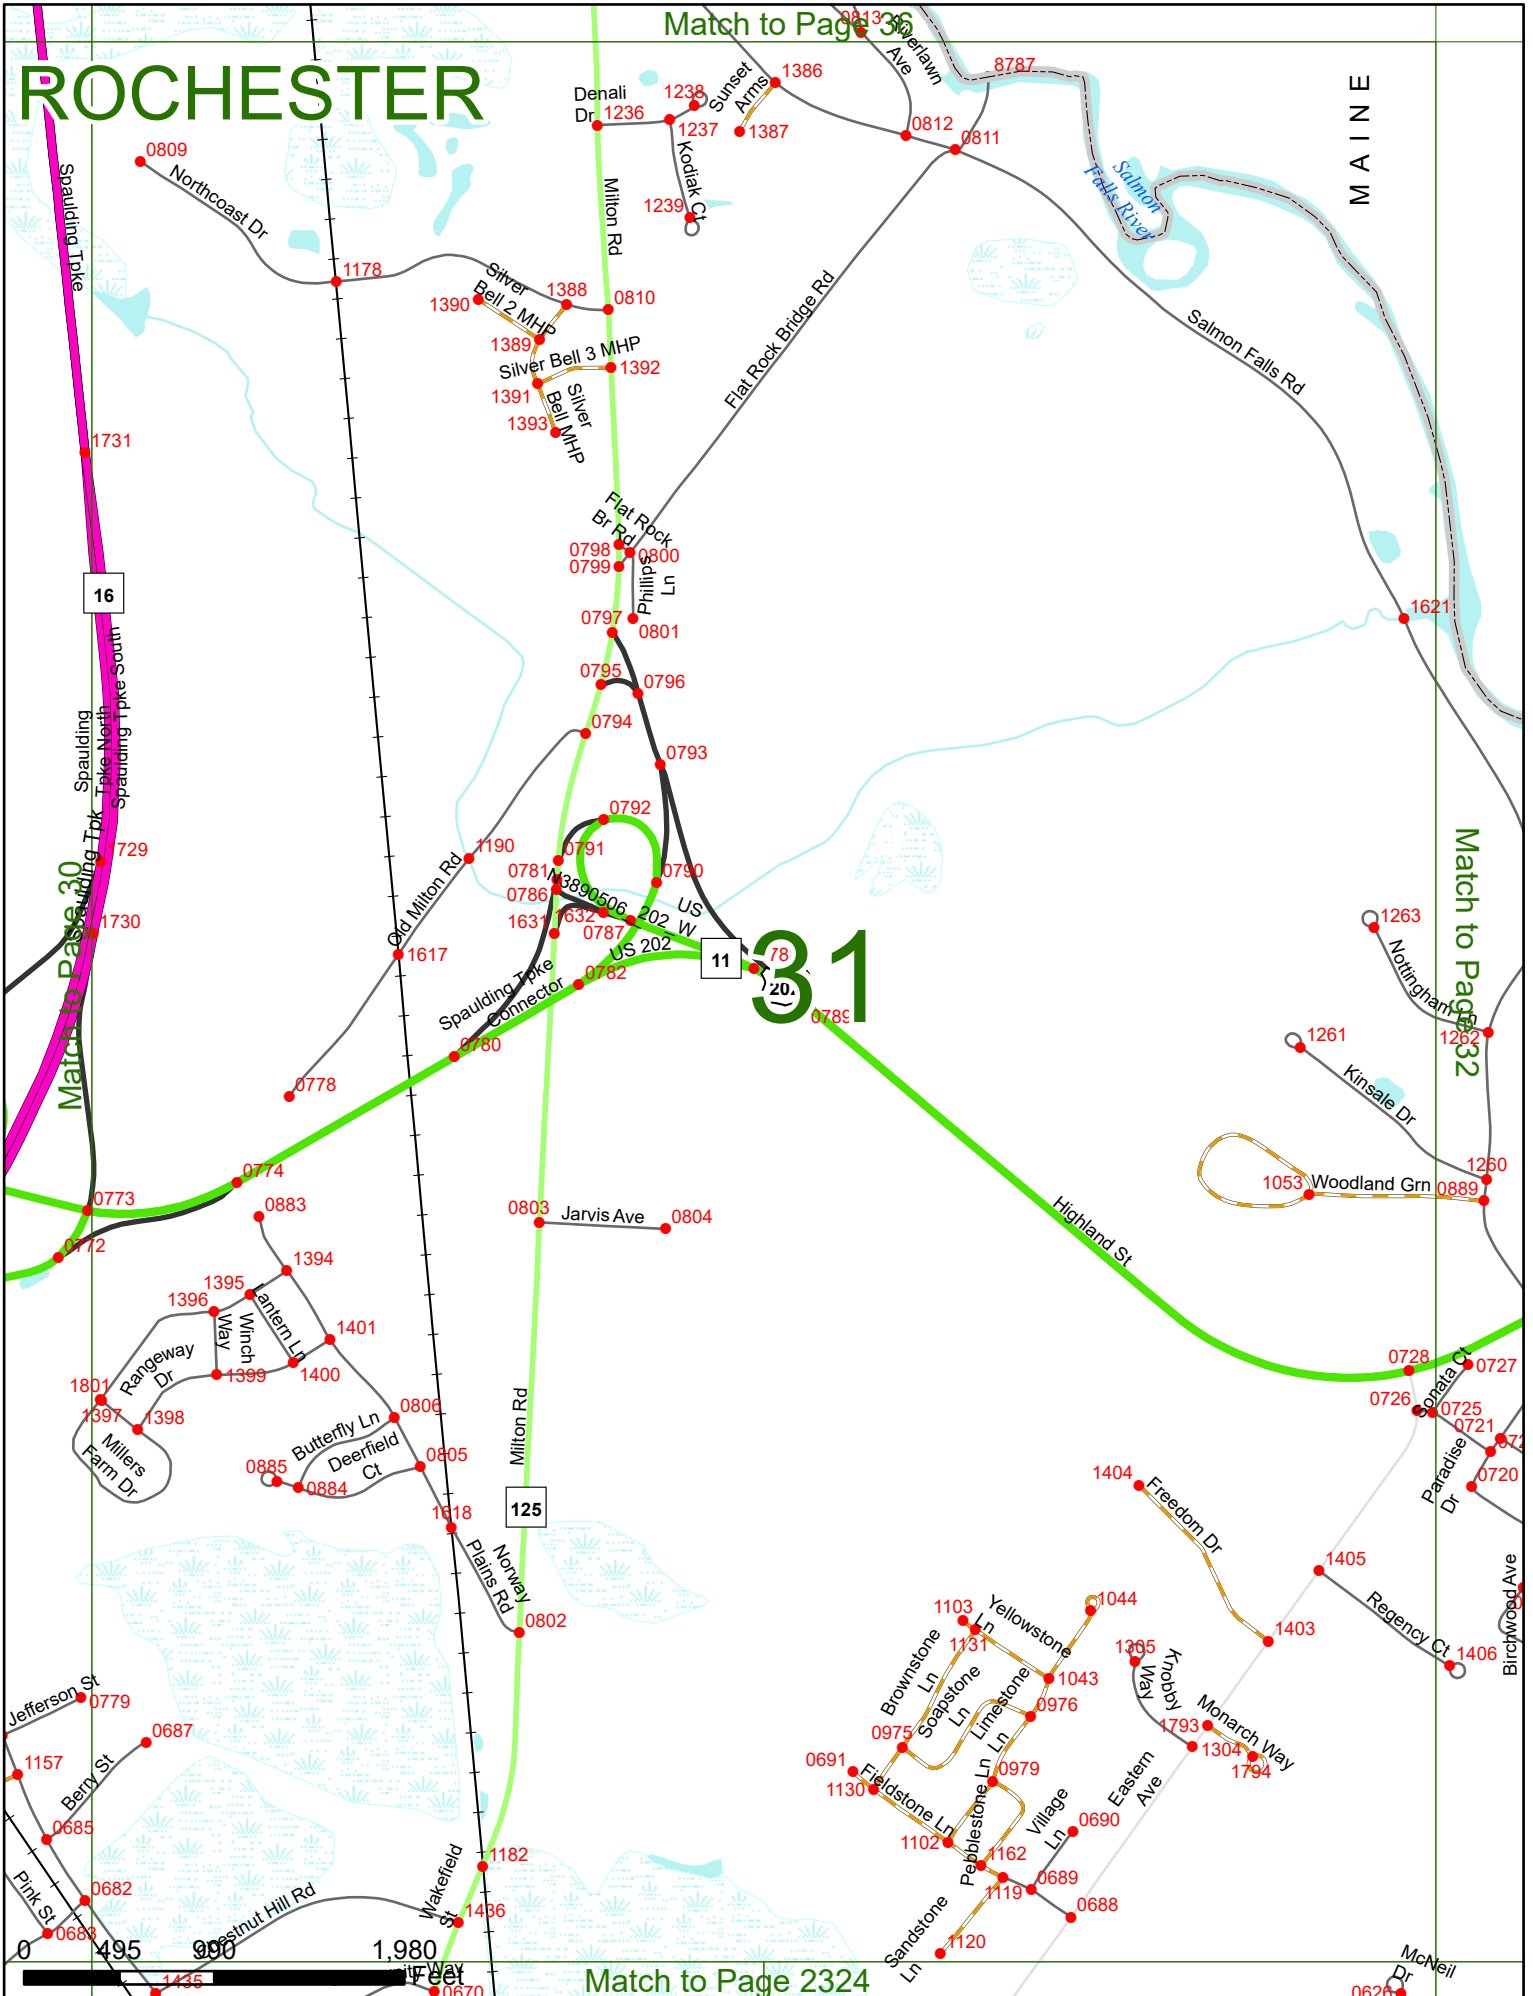 Match to Page 36
ROCHESTER
MAINE
0813
Riverlawn
Ave
8787
1386
Sunset
Arms
1387
1238
Denali
Dr
1236
1237
0812
0811
Kodiak Ct
1239
Salmon
Falls River
0809
Northcoast Dr
Spaulding Tpke
Milton Rd
1178
Silver
Bell 2 MHP
1390
1388
0810
1389
Silver Bell 3 MHP
1392
1391
Silver
Bell MHP
1393
Flat Rock Bridge Rd
Salmon Falls Rd
1731
16
Flat Rock
Br Rd
0798
0800
0799
Phillips
Ln
0797
0801
1621
Spaulding Tpke South
Spaulding
Tpke North
Spaulding Tpke South
0795
0796
0794
0793
0792
1190
0791
0781
0790
0786
N3890506
US
202_W
1631
1632
0787
US 202
0782
11
31
0789
1729
1730
Match to Page 30
Old Milton Rd
1617
Spaulding Tpke
Connector
0780
0778
Match to Page 32
1263
Nottingham Ln
1262
1261
Kinsale Dr
1260
1053
Woodland Grn
0889
0774
0773
0772
0883
0803
Jarvis Ave
0804
Highland St
1394
1395
1396
Lantern Ln
Winch
Way
1401
1400
1399
Rangeway
Dr
1801
1397
1398
Millers
Farm Dr
0806
Butterfly Ln
Deerfield
Ct
0805
0885
0884
1618
Milton Rd
125
Norway
Plains Rd
0802
0728
0727
Sonata Ct
0726
0725
0721
Paradise
Dr
0720
1404
Freedom Dr
1405
Regency Ct
1403
1406
Birchwood Ave
1044
1103
Yellowstone
Ln
1131
1043
Brownstone
Ln
Soapstone
Ln
Limestone
Ln
0976
0975
0979
0691
1130
Fieldstone Ln
Pebblestone Ln
1102
1162
1119
Village
Ln
0690
0689
0688
Sandstone
Ln
1120
1305
Knobby
Way
1793
Monarch Way
1304
1794
Eastern
Ave
Jefferson St
0779
0687
1157
Berry St
0685
0682
Pink St
0683
1182
Wakefield
St
1436
0 495 990 1,980
Feet
1435
0670
Match to Page 2324
McNeil
Dr
0626